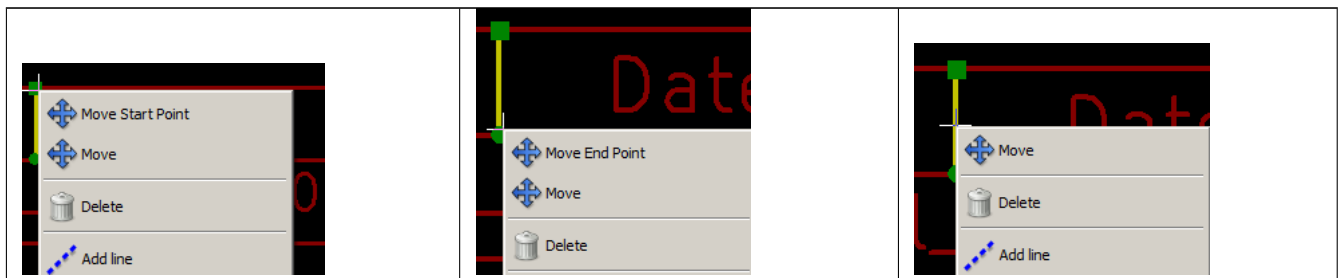 Move Start Point
Move
Delete
Add line
Date
Move End Point
Move
Delete
Move
Delete
Add line